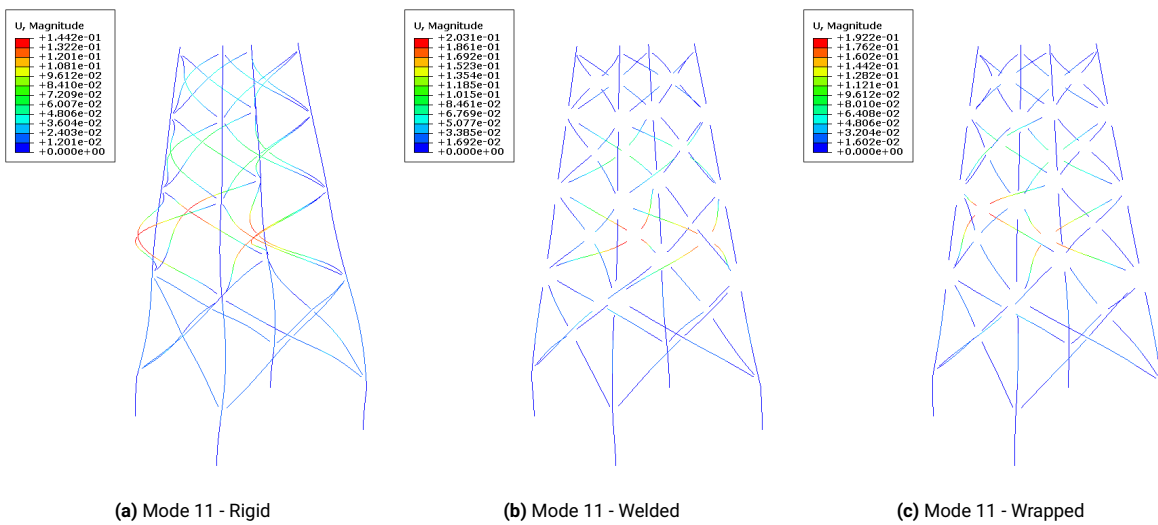 U, Magnitude
+1.442e-01
+1.322e-01
+1.201e-01
+1.081e-01
+9.612e-02
+8.410e-02
+7.209e-02
+6.007e-02
+4.806e-02
+3.604e-02
+2.403e-02
+1.201e-02
+0.000e+00
U, Magnitude
+2.031e-01
+1.861e-01
+1.692e-01
+1.523e-01
+1.354e-01
+1.185e-01
+1.015e-01
+8.461e-02
+6.769e-02
+5.077e-02
+3.385e-02
+1.692e-02
+0.000e+00
U, Magnitude
+1.922e-01
+1.762e-01
+1.602e-01
+1.442e-01
+1.282e-01
+1.121e-01
+9.612e-02
+8.010e-02
+6.408e-02
+4.806e-02
+3.204e-02
+1.602e-02
+0.000e+00
(a) Mode 11 - Rigid
(b) Mode 11 - Welded
(c) Mode 11 - Wrapped